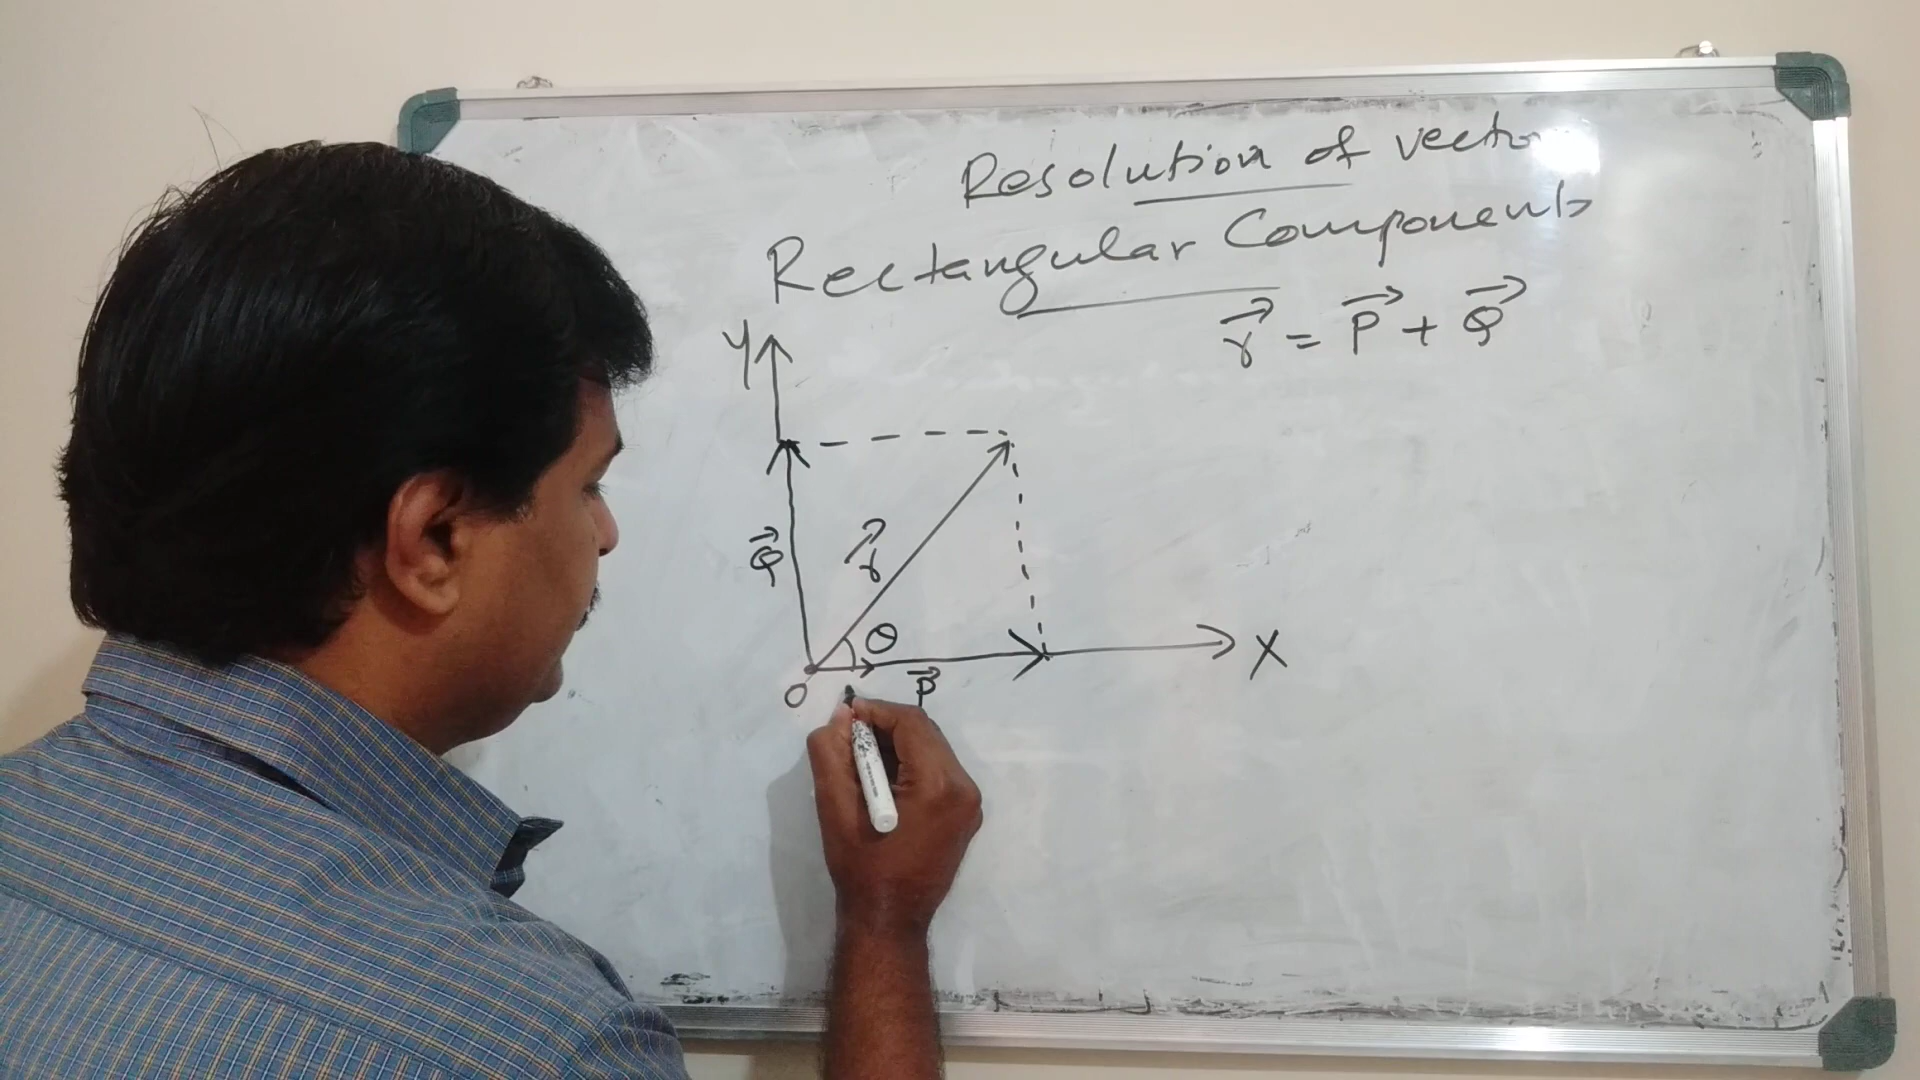 Resolution of vector
Rectangular Components
r⃗ = P⃗ + Q⃗
Y
Q⃗
r⃗
θ
X
P⃗
O